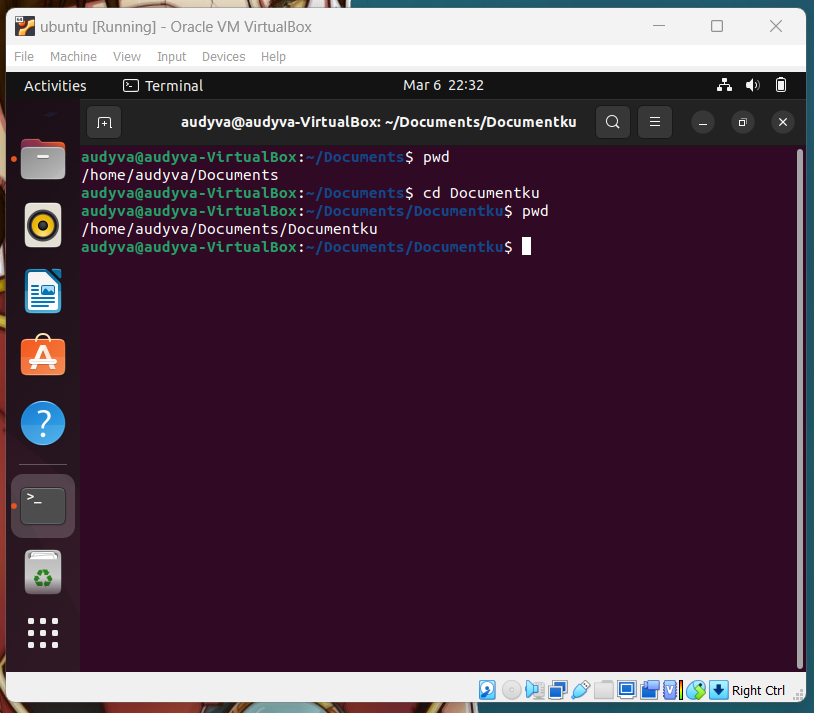 ubuntu [Running] - Oracle VM VirtualBox
File Machine View Input Devices Help
Activities Terminal Mar 6 22:32
audyva@audyva-VirtualBox: ~/Documents/Documentku
audyva@audyva-VirtualBox:~/Documents$ pwd
/home/audyva/Documents
audyva@audyva-VirtualBox:~/Documents$ cd Documentku
audyva@audyva-VirtualBox:~/Documents/Documentku$ pwd
/home/audyva/Documents/Documentku
audyva@audyva-VirtualBox:~/Documents/Documentku$
Right Ctrl